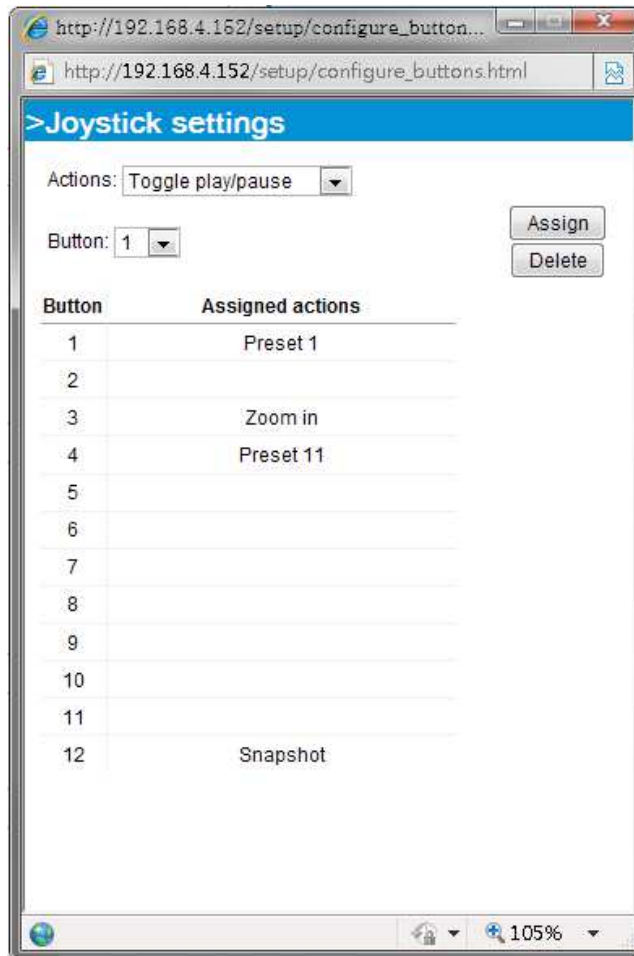 http://192.168.4.152/setup/configure_button...
http://192.168.4.152/setup/configure_buttons.html
>Joystick settings
Actions: Toggle play/pause
Button: 1
Assign
Delete
Button Assigned actions
1 Preset 1
2
3 Zoom in
4 Preset 11
5
6
7
8
9
10
11
12 Snapshot
105%